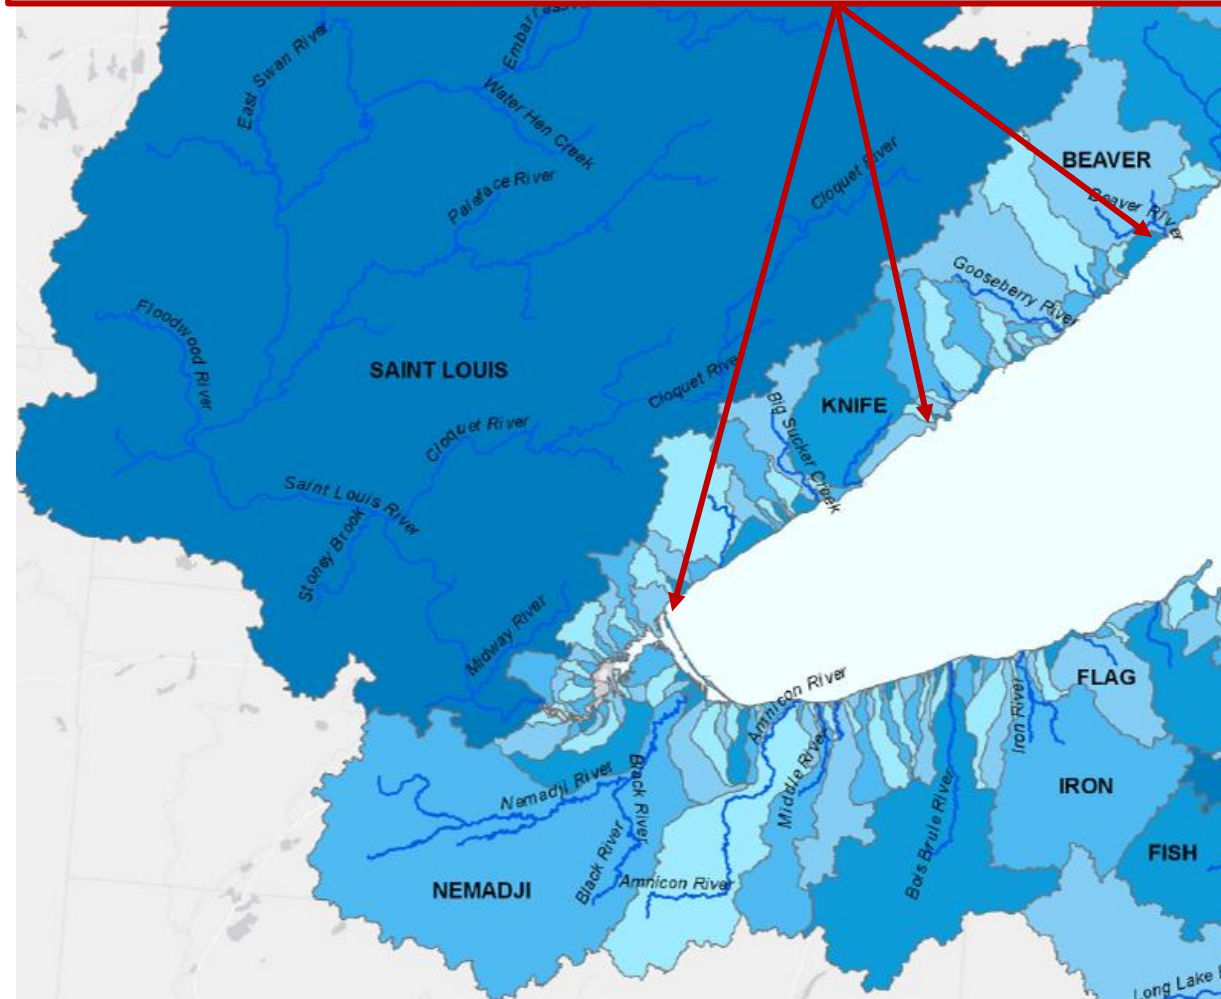 East Swan River
Water Hen Creek
Paleface River
Cloquet River
BEAVER
Beaver River
Gooseberry River
Floodwood River
SAINT LOUIS
Cloquet River
KNIFE
Big Sucker Creek
Cloquet River
Saint Louis River
Stoney Brook
Midway River
Amnicon River
FLAG
Iron River
Nemadji River
Black River
Middle River
IRON
Bois Brule River
Black River
FISH
NEMADJI
Amnicon River
Long Lake